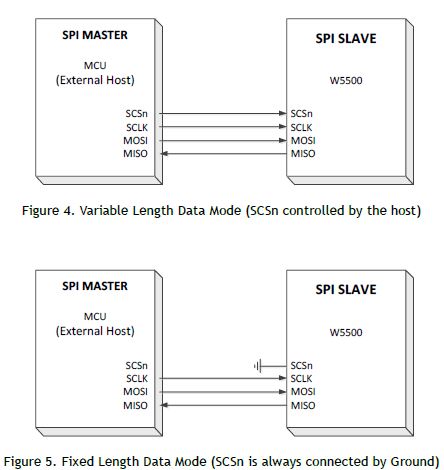 SPI MASTER
SPI SLAVE
MCU
(External Host)
W5500
SCSn
SCSn
SCLK
SCLK
MOSI
MOSI
MISO
MISO
Figure 4. Variable Length Data Mode (SCSn controlled by the host)
SPI MASTER
SPI SLAVE
MCU
(External Host)
W5500
SCSn
SCSn
SCLK
SCLK
MOSI
MOSI
MISO
MISO
Figure 5. Fixed Length Data Mode (SCSn is always connected by Ground)